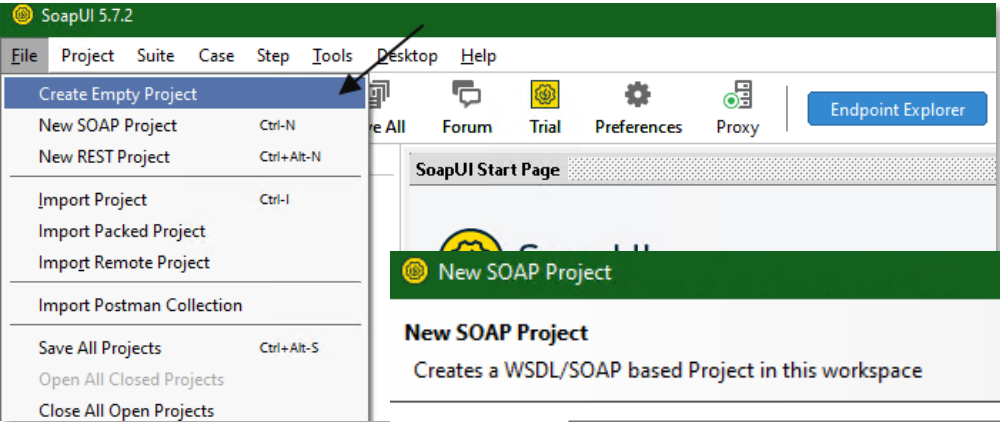 SoapUI 5.7.2
File Project Suite Case Step Tools Desktop Help
Create Empty Project
New SOAP Project Ctrl-N
New REST Project Ctrl+Alt-N
Import Project Ctrl-I
Import Packed Project
Import Remote Project
Import Postman Collection
Save All Projects Ctrl+Alt-S
Open All Closed Projects
Close All Open Projects
All Forum Trial Preferences Proxy
Endpoint Explorer
SoapUI Start Page
New SOAP Project
New SOAP Project
Creates a WSDL/SOAP based Project in this workspace